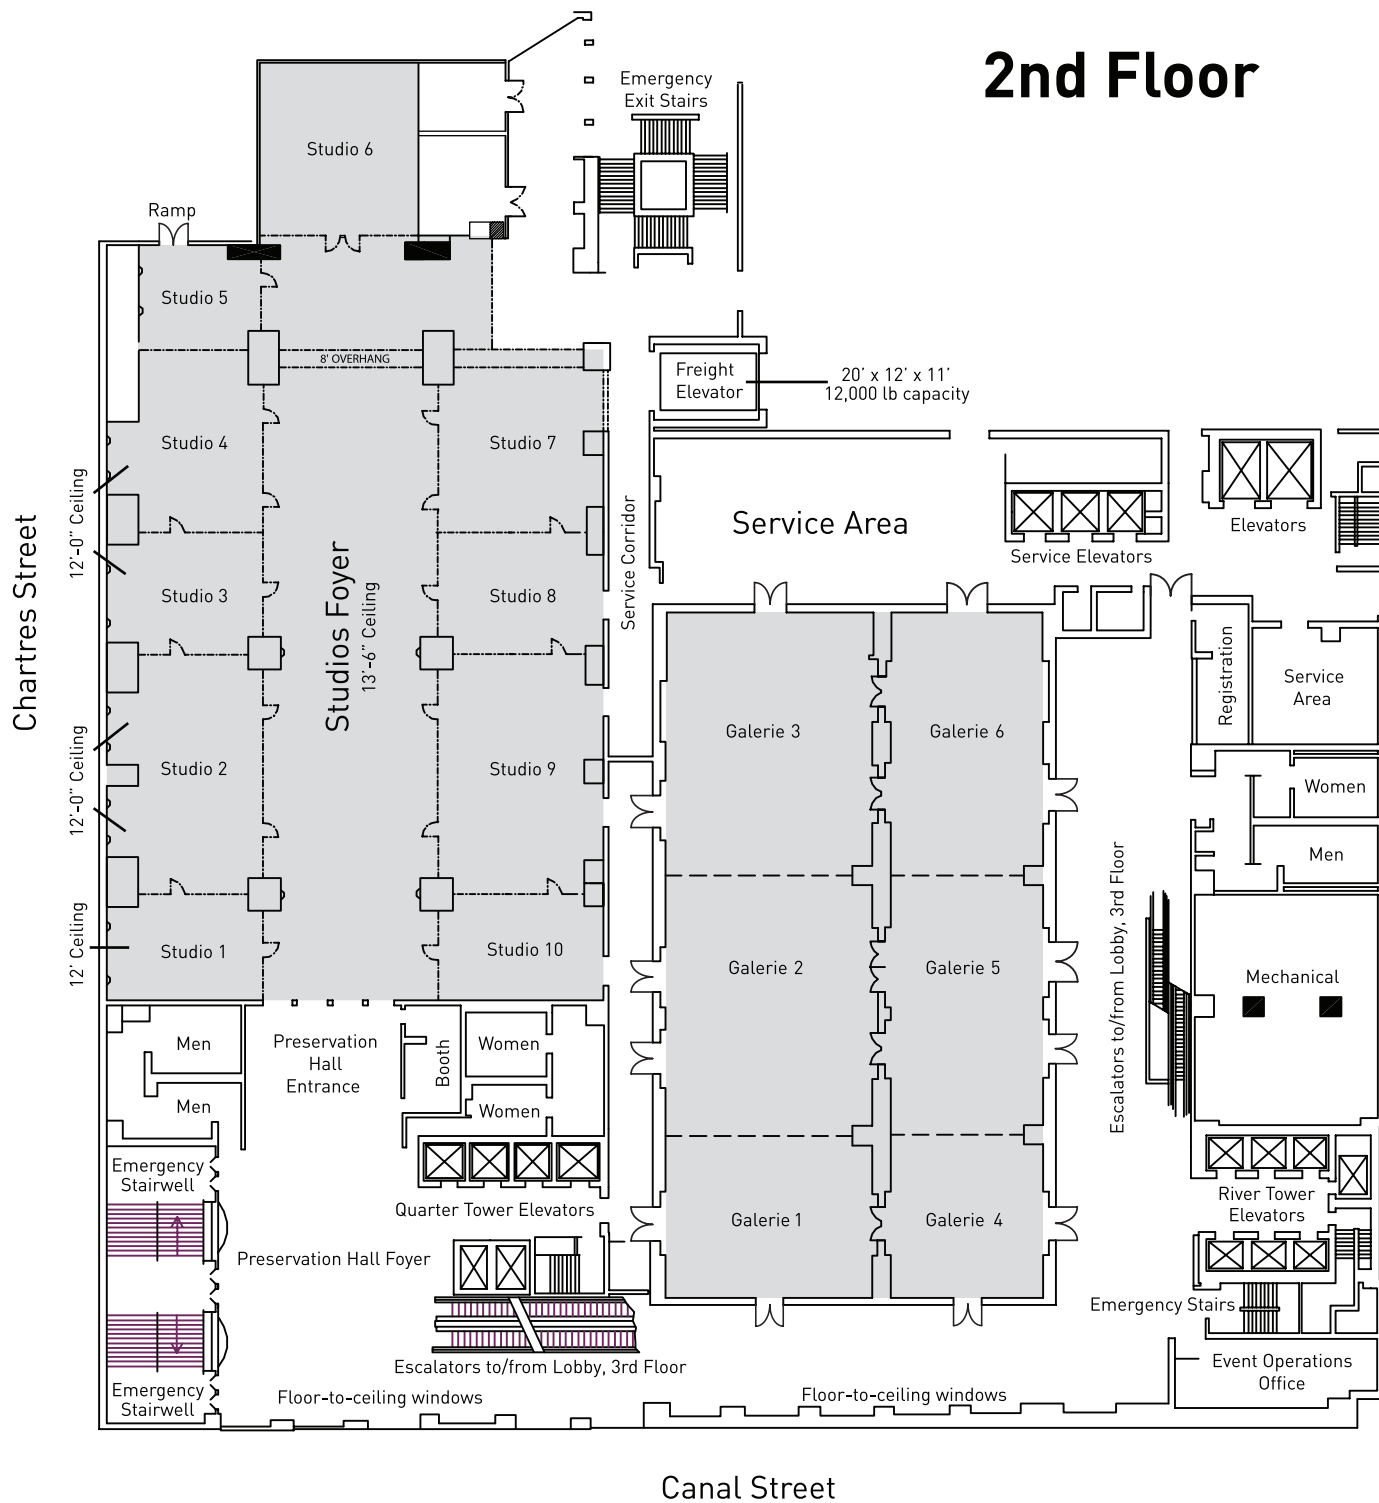 2nd Floor
Emergency
Exit Stairs
Studio 6
Ramp
Studio 5
8' OVERHANG
Freight
Elevator
20' x 12' x 11'
12,000 lb capacity
Studio 4
Studio 7
12'-0" Ceiling
Service Corridor
Service Area
Service Elevators
Elevators
Chartres Street
Studio 3
Studios Foyer
13'-6" Ceiling
Studio 8
Registration
Service
Area
Galerie 3
Galerie 6
12'-0" Ceiling
Studio 2
Studio 9
Women
Men
Escalators to/from Lobby, 3rd Floor
12' Ceiling
Studio 1
Studio 10
Galerie 2
Galerie 5
Mechanical
Men
Preservation
Hall
Entrance
Booth
Women
Men
Women
Emergency
Stairwell
Quarter Tower Elevators
Galerie 1
Galerie 4
River Tower
Elevators
Preservation Hall Foyer
Emergency Stairs
Escalators to/from Lobby, 3rd Floor
Event Operations
Office
Emergency
Stairwell
Floor-to-ceiling windows
Floor-to-ceiling windows
Canal Street